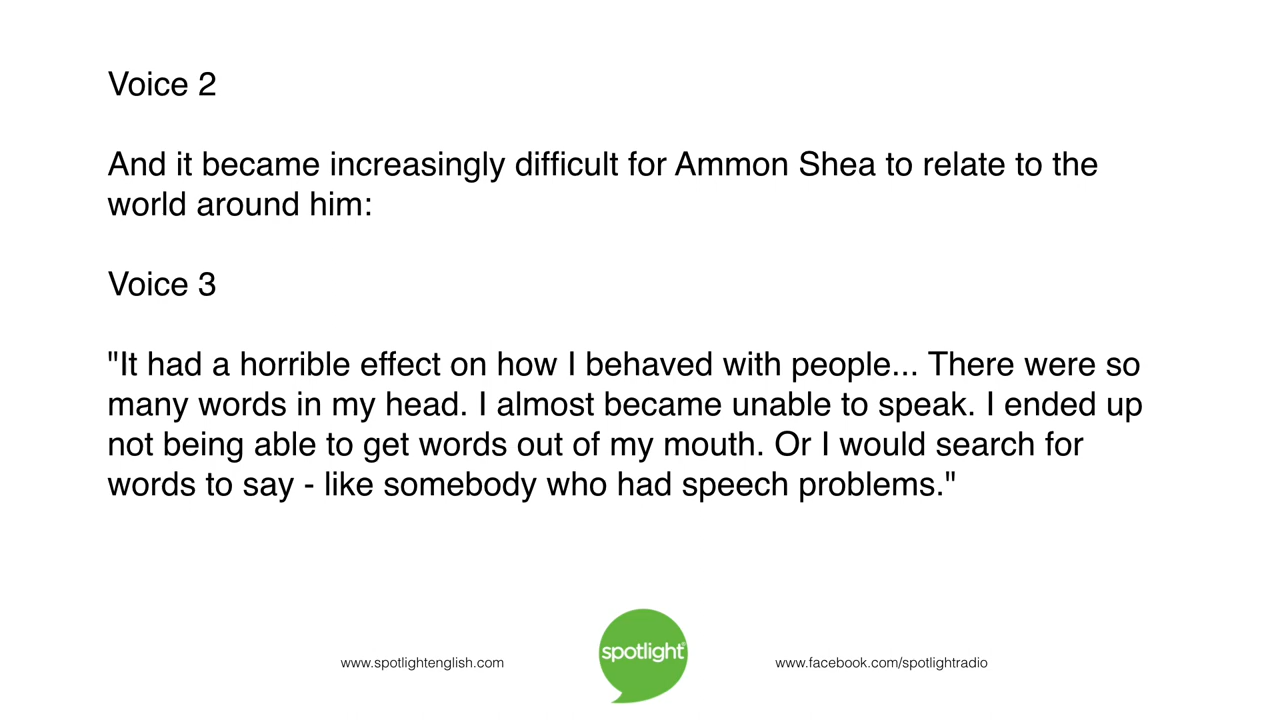 Voice 2
And it became increasingly difficult for Ammon Shea to relate to the
world around him:
Voice 3
"It had a horrible effect on how I behaved with people... There were so
many words in my head. I almost became unable to speak. I ended up
not being able to get words out of my mouth. Or I would search for
words to say - like somebody who had speech problems."
www.spotlightenglish.com
spotlight®
www.facebook.com/spotlightradio